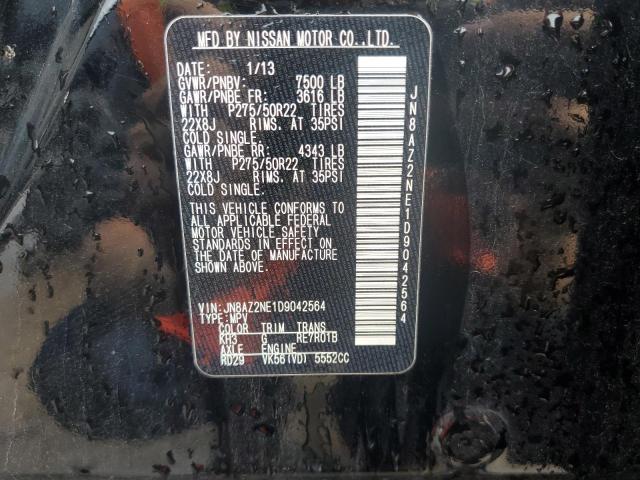 MFD BY NISSAN MOTOR CO.,LTD.
DATE: 1/13
GVWR/PNBV: 7500 LB
GAWR/PNBE FR: 3616 LB
WITH P275/50R22 TIRES
22X8J RIMS. AT 35PSI
COLD SINGLE.
GAWR/PNBE RR: 4343 LB
WITH P275/50R22 TIRES
22X8J RIMS. AT 35PSI
COLD SINGLE.
THIS VEHICLE CONFORMS TO
ALL APPLICABLE FEDERAL
MOTOR VEHICLE SAFETY
STANDARDS IN EFFECT ON
THE DATE OF MANUFACTURE
SHOWN ABOVE.
VIN: JN8AZ2NE1D9042564
TYPE: MPV
COLOR TRIM TRANS
KH3 G RE7R01B
AXLE ENGINE
RD29 VK56(VD) 5552CC
JN8AZ2NE1D9042564